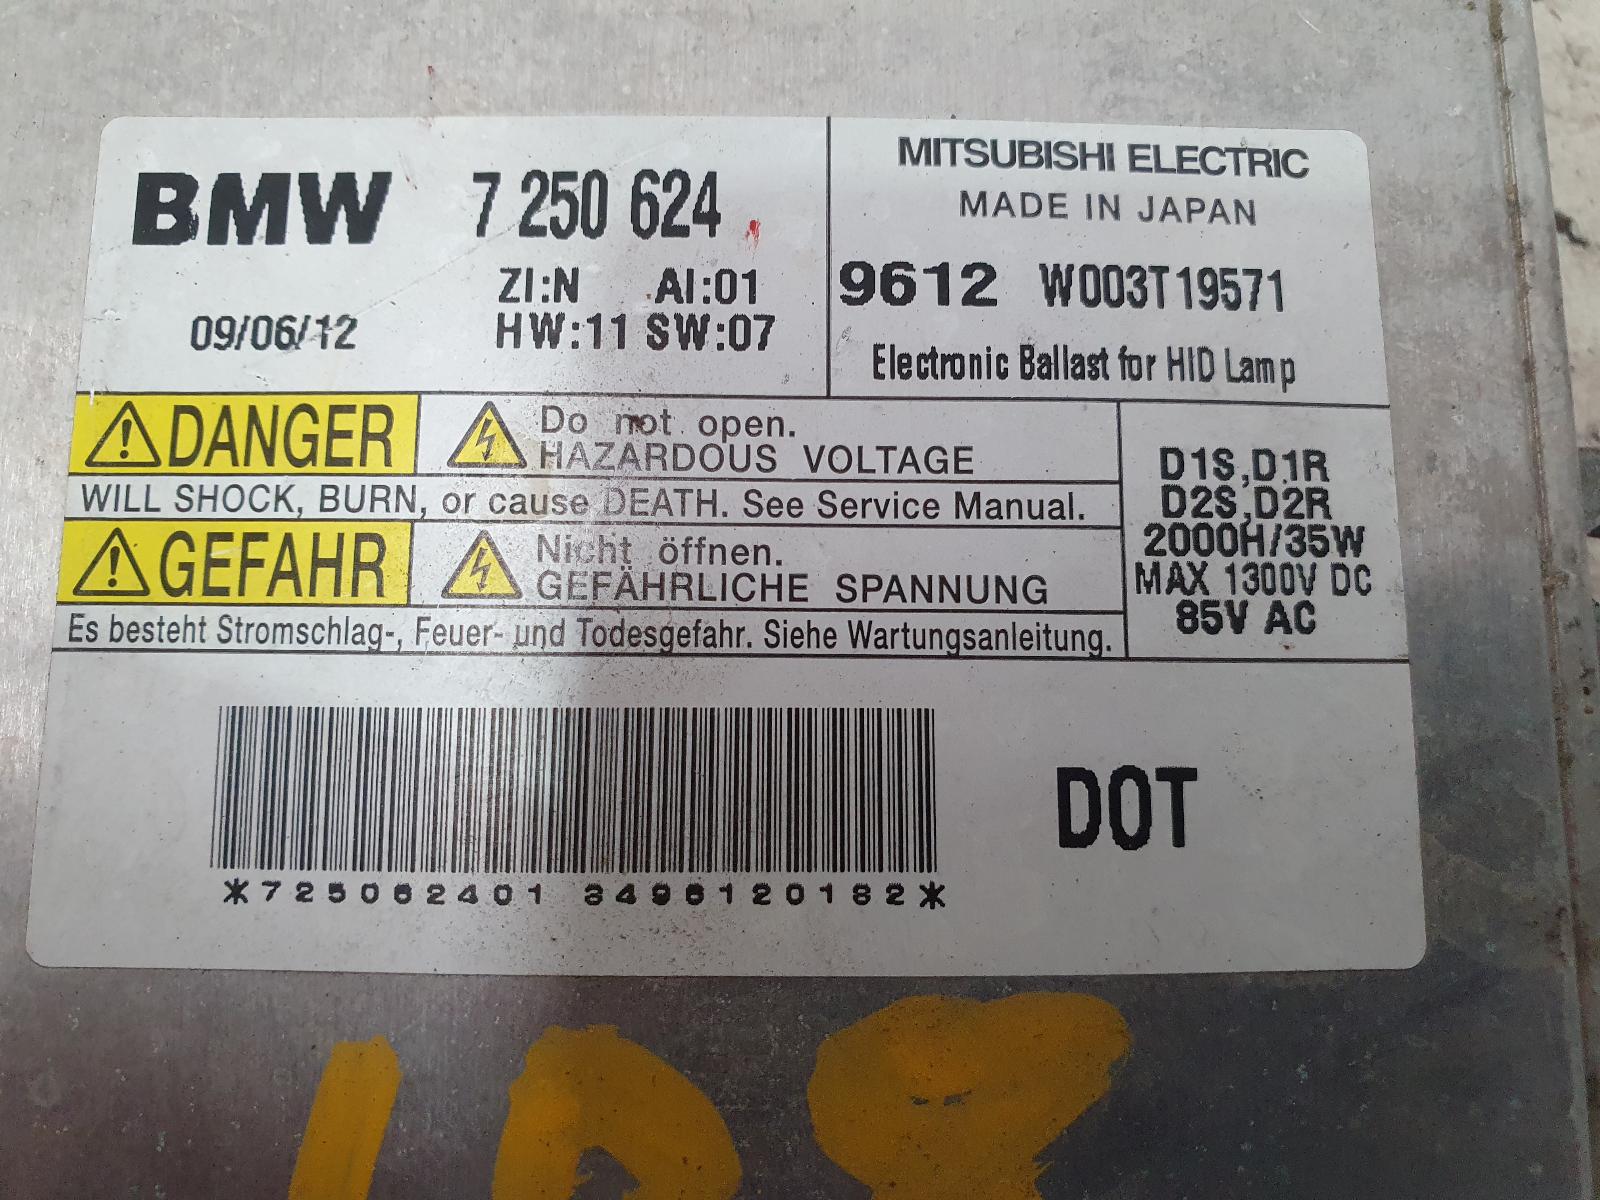 BMW 7 250 624
ZI:N AI:01
09/06/12 HW:11 SW:07
MITSUBISHI ELECTRIC
MADE IN JAPAN
9612 W003T19571
Electronic Ballast for HID Lamp
DANGER Do not open.
HAZARDOUS VOLTAGE
WILL SHOCK, BURN, or cause DEATH. See Service Manual.
GEFAHR Nicht öffnen.
GEFÄHRLICHE SPANNUNG
Es besteht Stromschlag-, Feuer- und Todesgefahr. Siehe Wartungsanleitung.
D1S,D1R
D2S,D2R
2000H/35W
MAX 1300V DC
85V AC
*725062401 3496120182*
DOT